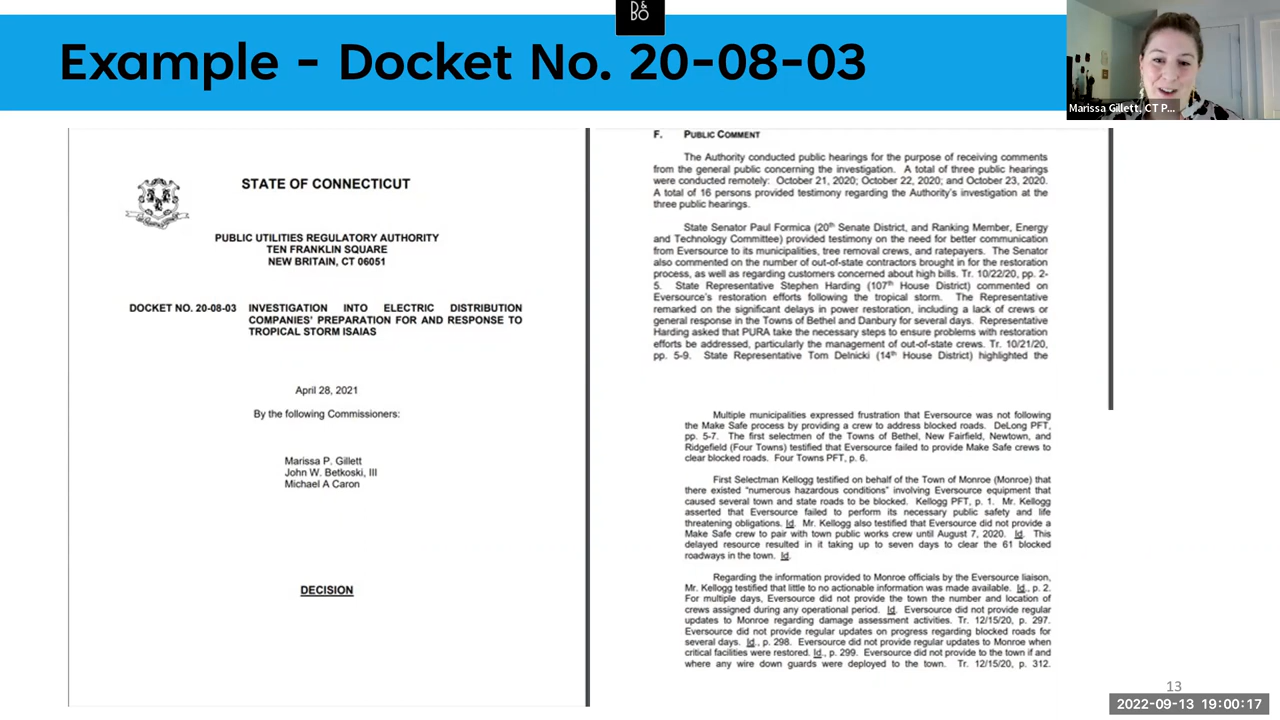 D&
BO
Example - Docket No. 20-08-03
Marissa Gillett, CT P...
STATE OF CONNECTICUT
PUBLIC UTILITIES REGULATORY AUTHORITY
TEN FRANKLIN SQUARE
NEW BRITAIN, CT 06051
DOCKET NO. 20-08-03 INVESTIGATION INTO ELECTRIC DISTRIBUTION
COMPANIES' PREPARATION FOR AND RESPONSE TO
TROPICAL STORM ISAIAS
April 28, 2021
By the following Commissioners:
Marissa P. Gillett
John W. Betkoski, III
Michael A Caron
DECISION
F. PUBLIC COMMENT
The Authority conducted public hearings for the purpose of receiving comments
from the general public concerning the investigation. A total of three public hearings
were conducted remotely: October 21, 2020; October 22, 2020; and October 23, 2020.
A total of 16 persons provided testimony regarding the Authority's investigation at the
three public hearings.
State Senator Paul Formica (20th Senate District, and Ranking Member, Energy
and Technology Committee) provided testimony on the need for better communication
from Eversource to its municipalities, tree removal crews, and ratepayers. The Senator
also commented on the number of out-of-state contractors brought in for the restoration
process, as well as regarding customers concerned about high bills. Tr. 10/22/20, pp. 2-
5. State Representative Stephen Harding (107th House District) commented on
Eversource's restoration efforts following the tropical storm. The Representative
remarked on the significant delays in power restoration, including a lack of crews or
general response in the Towns of Bethel and Danbury for several days. Representative
Harding asked that PURA take the necessary steps to ensure problems with restoration
efforts be addressed, particularly the management of out-of-state crews. Tr. 10/21/20,
pp. 5-9. State Representative Tom Delnicki (14th House District) highlighted the
Multiple municipalities expressed frustration that Eversource was not following
the Make Safe process by providing a crew to address blocked roads. DeLong PFT,
pp. 5-7. The first selectmen of the Towns of Bethel, New Fairfield, Newtown, and
Ridgefield (Four Towns) testified that Eversource failed to provide Make Safe crews to
clear blocked roads. Four Towns PFT, p. 6.
First Selectman Kellogg testified on behalf of the Town of Monroe (Monroe) that
there existed "numerous hazardous conditions" involving Eversource equipment that
caused several town and state roads to be blocked. Kellogg PFT, p. 1. Mr. Kellogg
asserted that Eversource failed to perform its necessary public safety and life
threatening obligations. Id. Mr. Kellogg also testified that Eversource did not provide a
Make Safe crew to pair with town public works crew until August 7, 2020. Id. This
delayed resource resulted in it taking up to seven days to clear the 61 blocked
roadways in the town. Id.
Regarding the information provided to Monroe officials by the Eversource liaison,
Mr. Kellogg testified that little to no actionable information was made available. Id., p. 2.
For multiple days, Eversource did not provide the town the number and location of
crews assigned during any operational period. Id. Eversource did not provide regular
updates to Monroe regarding damage assessment activities. Tr. 12/15/20, p. 297.
Eversource did not provide regular updates on progress regarding blocked roads for
several days. Id., p. 298. Eversource did not provide regular updates to Monroe when
critical facilities were restored. Id., p. 299. Eversource did not provide to the town if and
where any wire down guards were deployed to the town. Tr. 12/15/20, p. 312.
13
2022-09-13 19:00:17